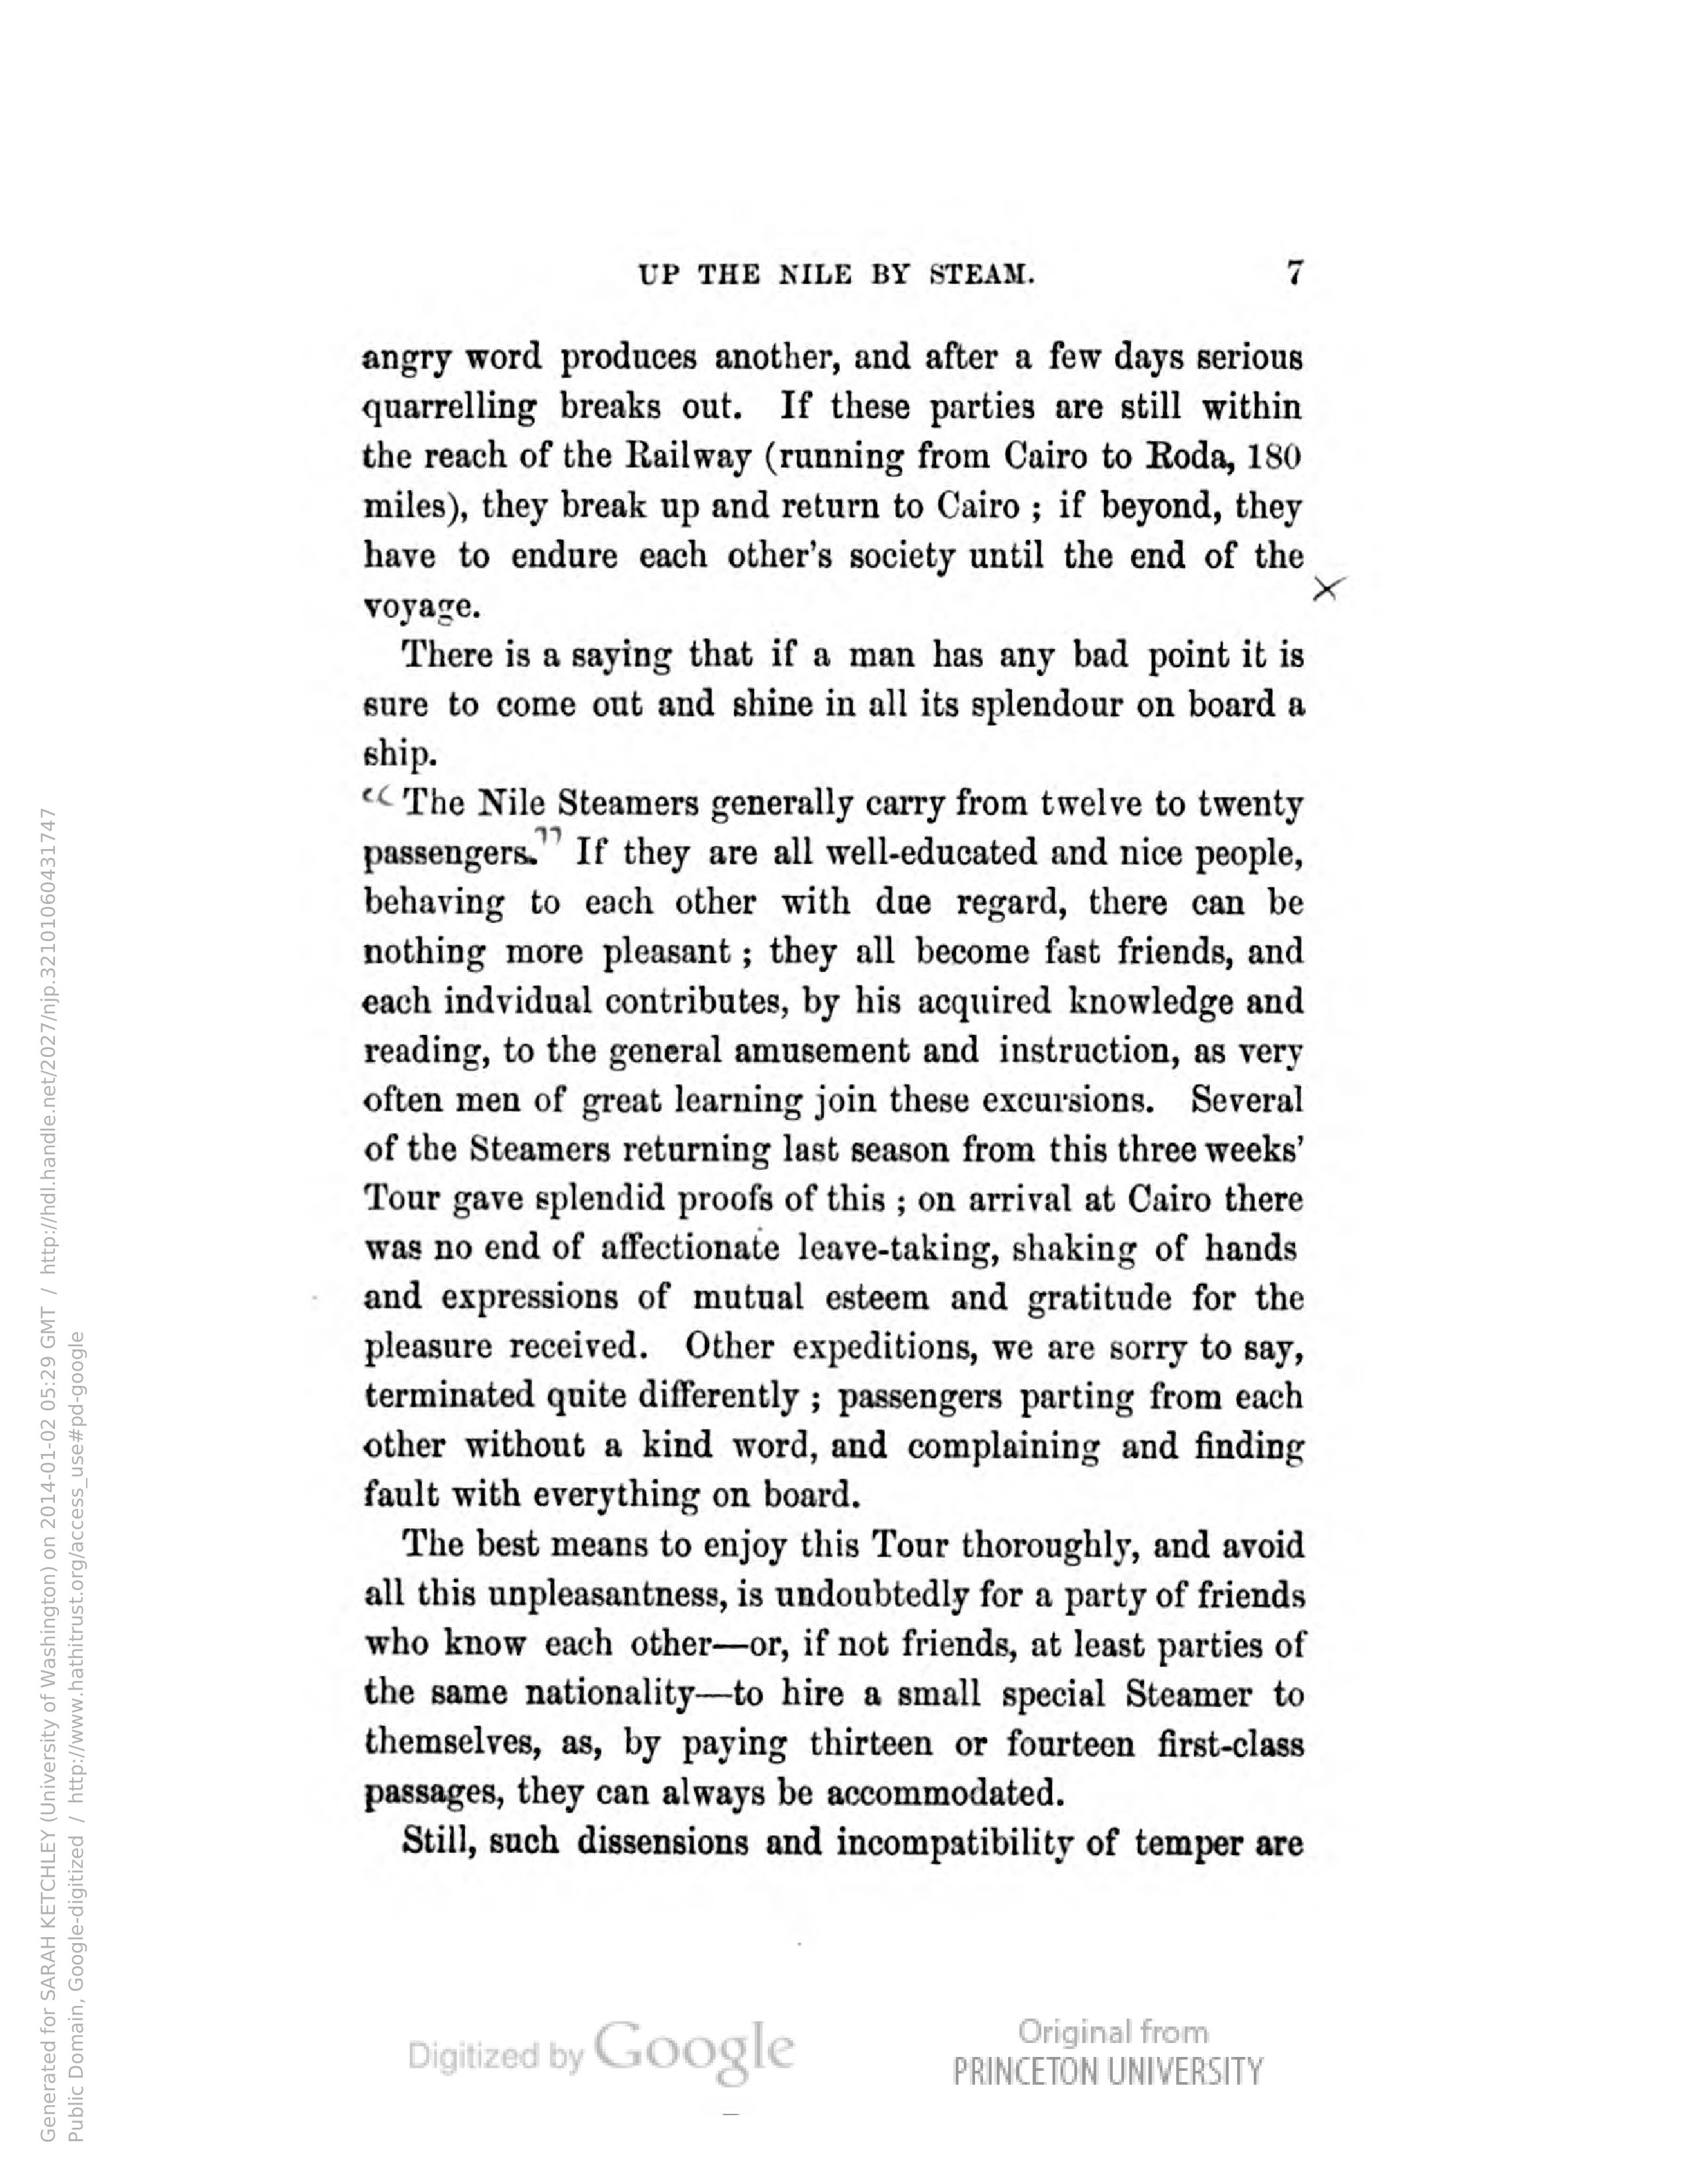 UP THE NILE BY STEAM. 7
angry word produces another, and after a few days serious
quarrelling breaks out. If these parties are still within
the reach of the Railway (running from Cairo to Roda, 180
miles), they break up and return to Cairo ; if beyond, they
have to endure each other's society until the end of the
voyage.
There is a saying that if a man has any bad point it is
sure to come out and shine in all its splendour on board a
ship.
“ The Nile Steamers generally carry from twelve to twenty
passengers.” If they are all well-educated and nice people,
behaving to each other with due regard, there can be
nothing more pleasant ; they all become fast friends, and
each indvidual contributes, by his acquired knowledge and
reading, to the general amusement and instruction, as very
often men of great learning join these excursions. Several
of the Steamers returning last season from this three weeks'
Tour gave splendid proofs of this ; on arrival at Cairo there
was no end of affectionate leave-taking, shaking of hands
and expressions of mutual esteem and gratitude for the
pleasure received. Other expeditions, we are sorry to say,
terminated quite differently ; passengers parting from each
other without a kind word, and complaining and finding
fault with everything on board.
The best means to enjoy this Tour thoroughly, and avoid
all this unpleasantness, is undoubtedly for a party of friends
who know each other—or, if not friends, at least parties of
the same nationality—to hire a small special Steamer to
themselves, as, by paying thirteen or fourteen first-class
passages, they can always be accommodated.
Still, such dissensions and incompatibility of temper are
Digitized by Google
Original from
PRINCETON UNIVERSITY
Generated for SARAH KETCHLEY (University of Washington) on 2014-01-02 05:29 GMT / http://hdl.handle.net/2027/njp.32101060431747
Public Domain, Google-digitized / http://www.hathitrust.org/access_use#pd-google